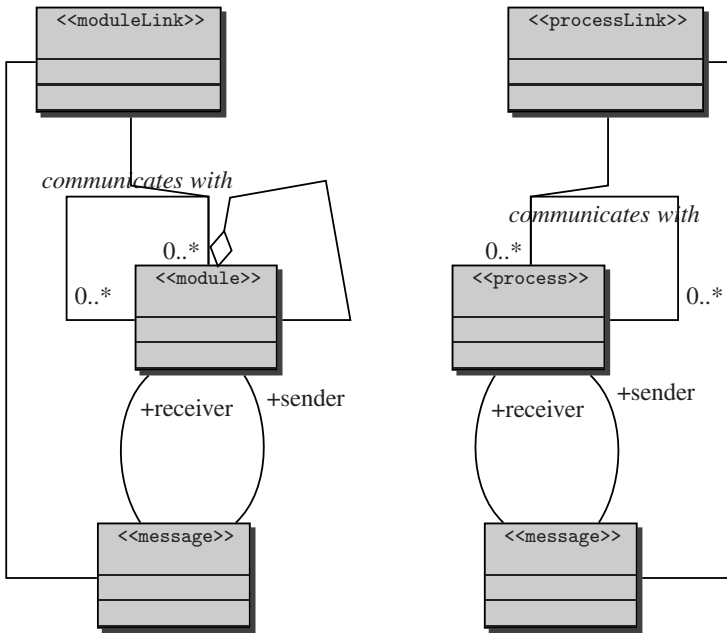 <<moduleLink>>
communicates with
0..*
0..*
<<module>>
+receiver
+sender
<<message>>
<<processLink>>
communicates with
0..*
0..*
<<process>>
+receiver
+sender
<<message>>